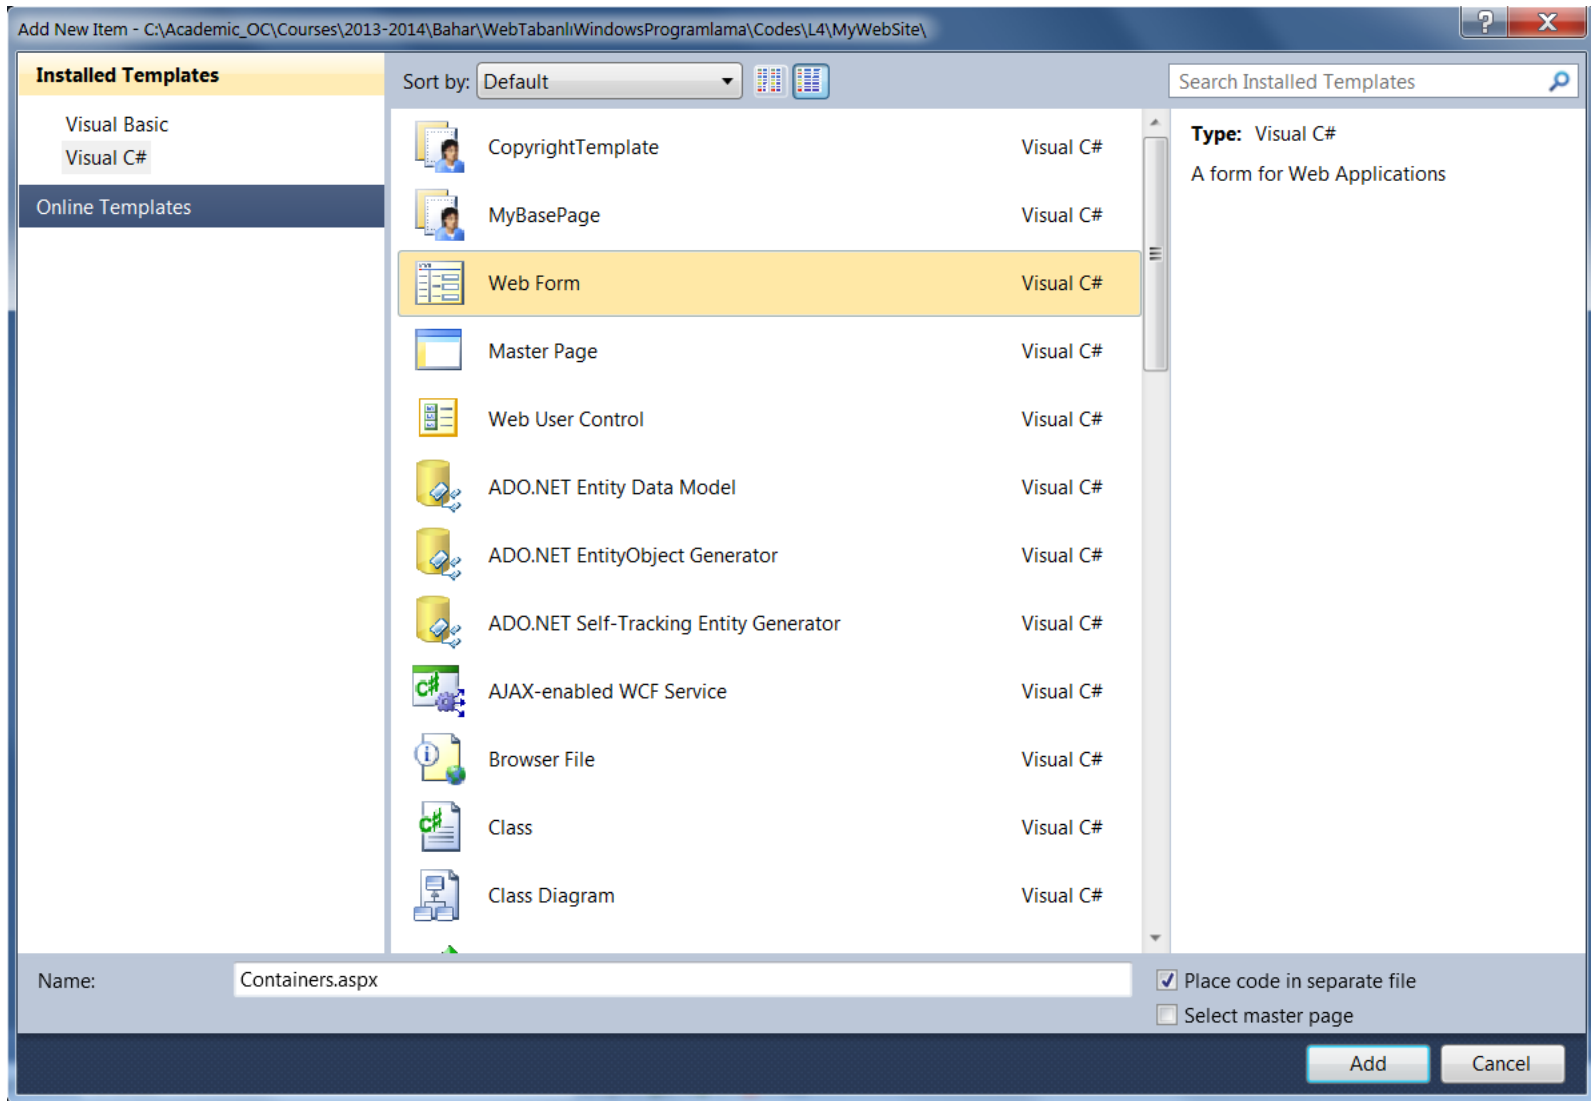 Add New Item - C:\Academic_OC\Courses\2013-2014\Bahar\WebTabanlıWindowsProgramlama\Codes\L4\MyWebSite\
Installed Templates
Visual Basic
Visual C#
Online Templates
Sort by: Default
Search Installed Templates
CopyrightTemplate Visual C#
MyBasePage Visual C#
Web Form Visual C#
Master Page Visual C#
Web User Control Visual C#
ADO.NET Entity Data Model Visual C#
ADO.NET EntityObject Generator Visual C#
ADO.NET Self-Tracking Entity Generator Visual C#
AJAX-enabled WCF Service Visual C#
Browser File Visual C#
Class Visual C#
Class Diagram Visual C#
Type: Visual C#
A form for Web Applications
Name: Containers.aspx
Place code in separate file
Select master page
Add Cancel